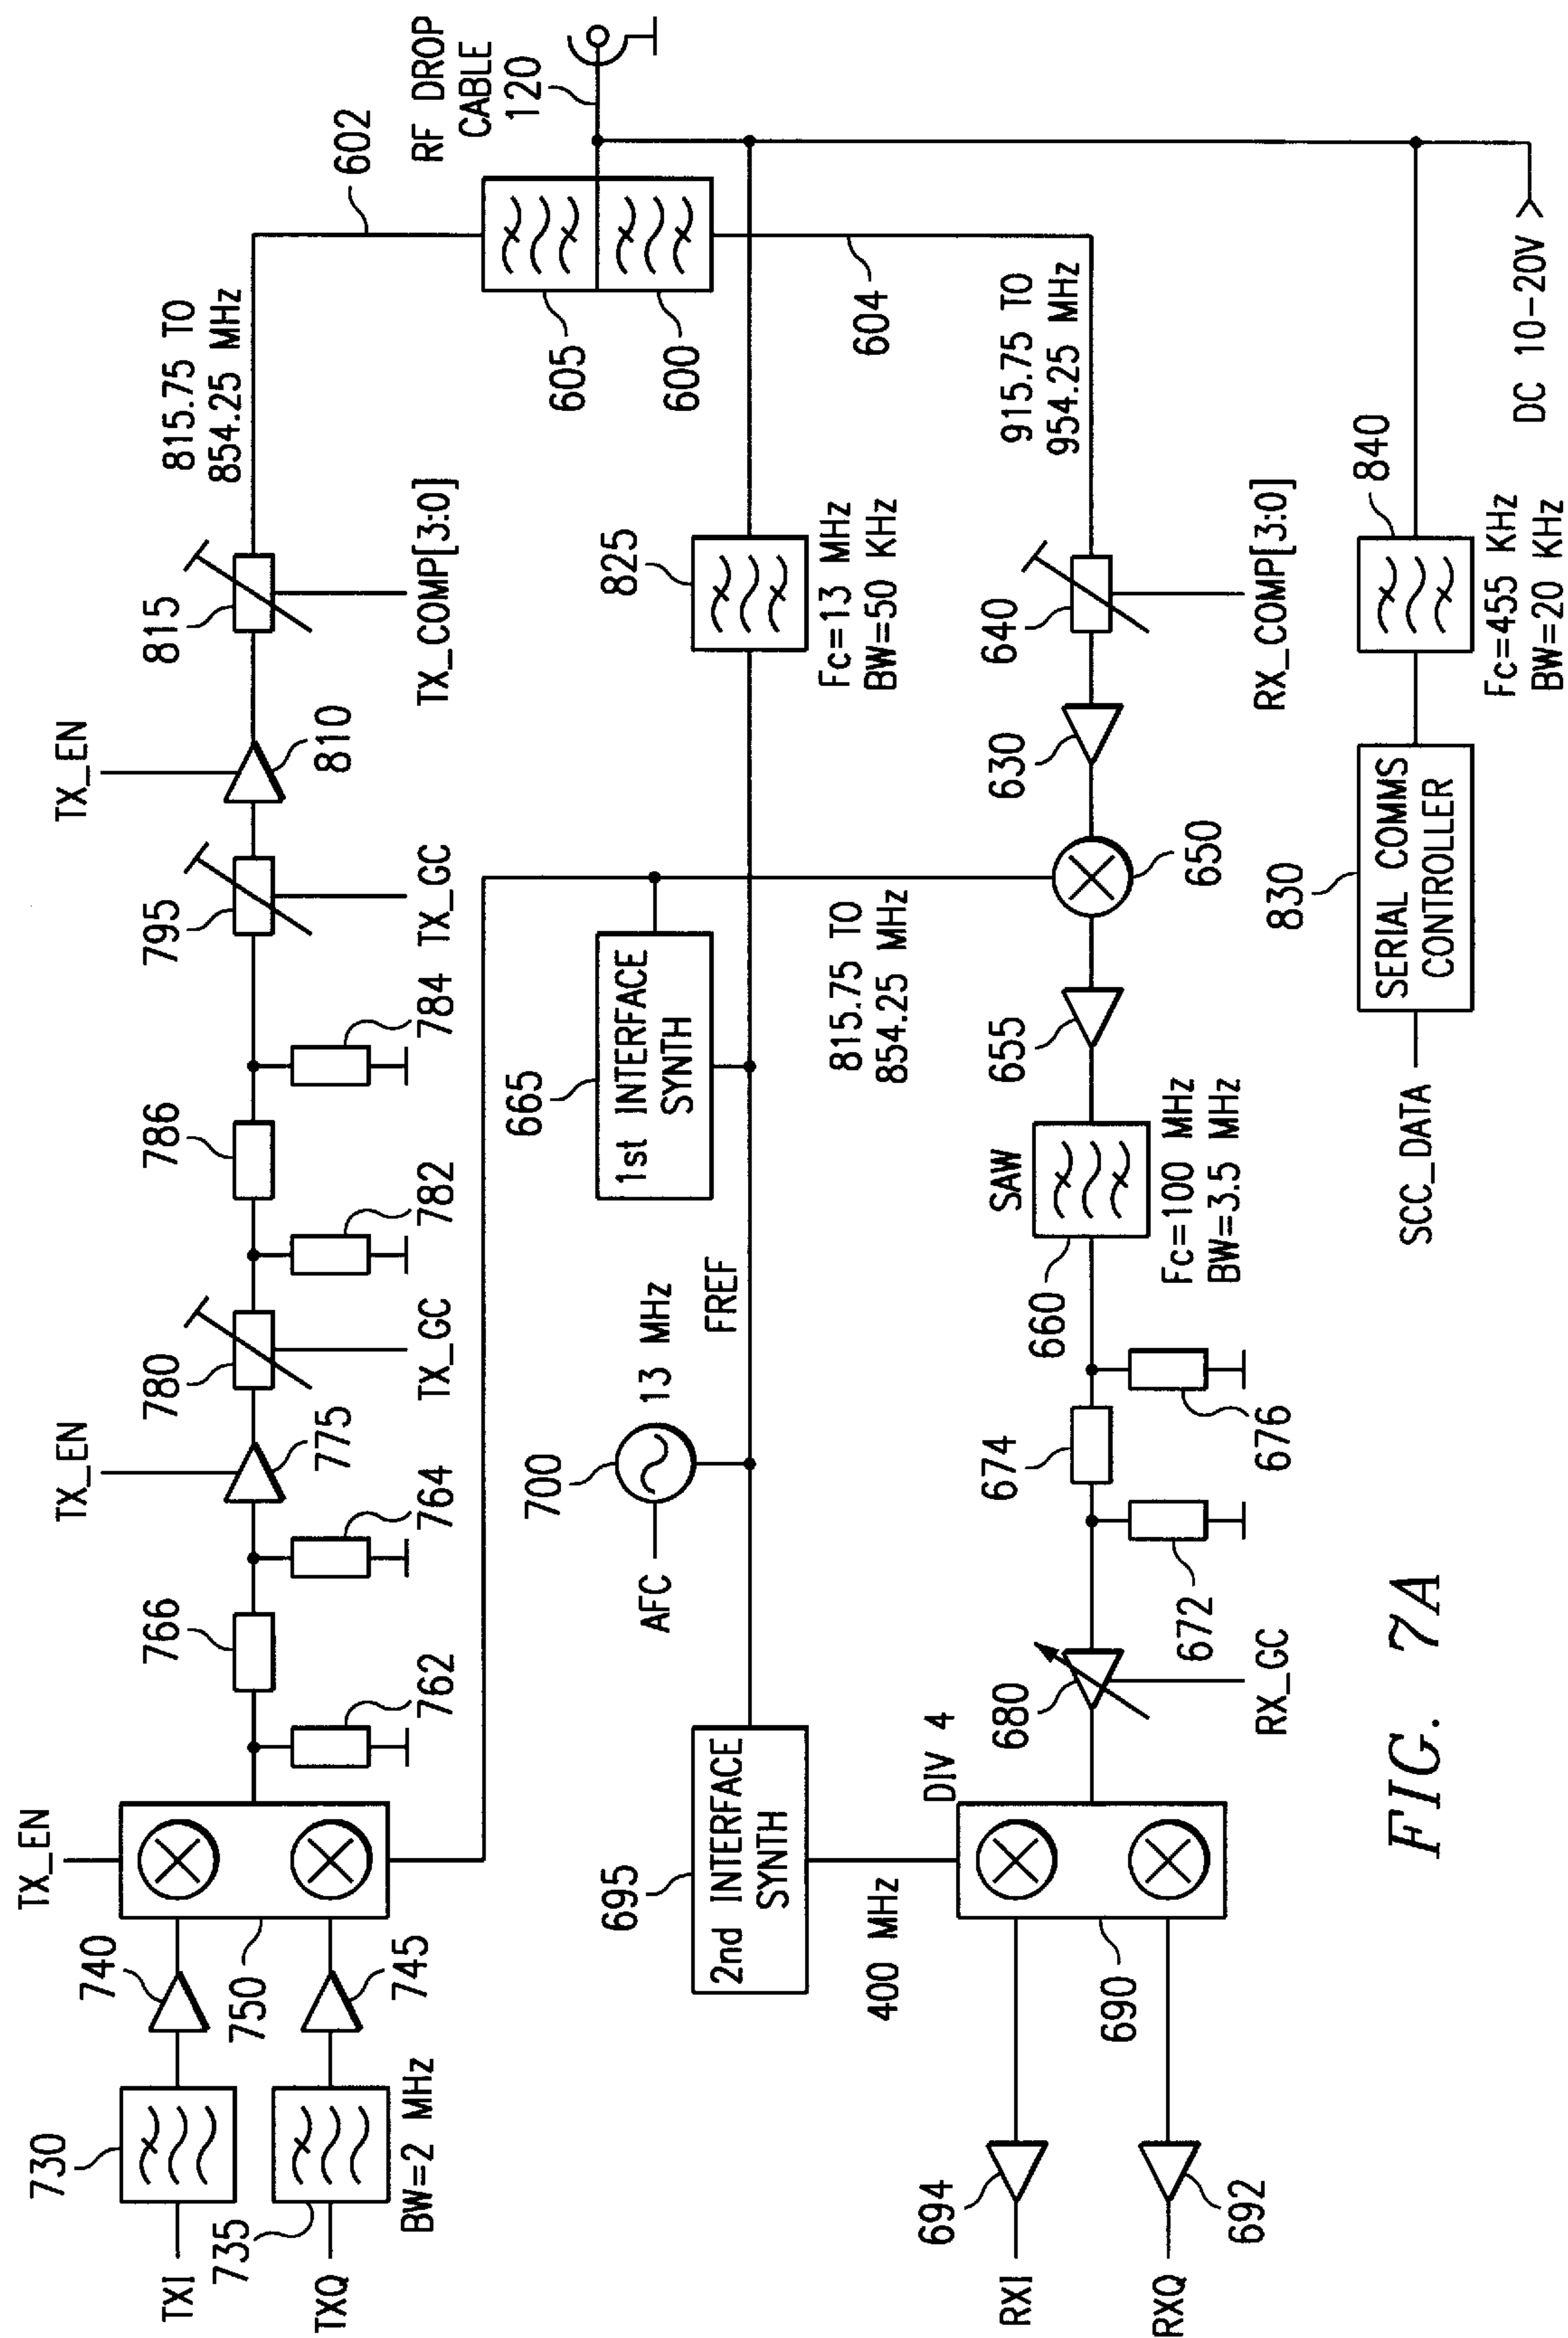 TX_EN
TXI
730
740
TXQ
735
745
BW=2 MHz
750
762
766
764
TX_EN
775
780
TX_GC
782
786
784
795
TX_GC
TX_EN
810
815
TX_COMP[3:0]
815.75 TO
854.25 MHz
602
605
600
RF DROP
CABLE
120
695
2nd INTERFACE
SYNTH
400 MHz
AFC
700
13 MHz
FREF
665
1st INTERFACE
SYNTH
825
Fc=13 MHz
BW=50 KHz
815.75 TO
854.25 MHz
604
RXI
694
RXQ
692
690
DIV 4
680
RX_GC
672
674
676
660
SAW
Fc=100 MHz
BW=3.5 MHz
655
650
630
640
RX_COMP[3:0]
915.75 TO
954.25 MHz
SCC_DATA
830
SERIAL COMMS
CONTROLLER
840
Fc=455 KHz
BW=20 KHz
DC 10-20V
FIG. 7A